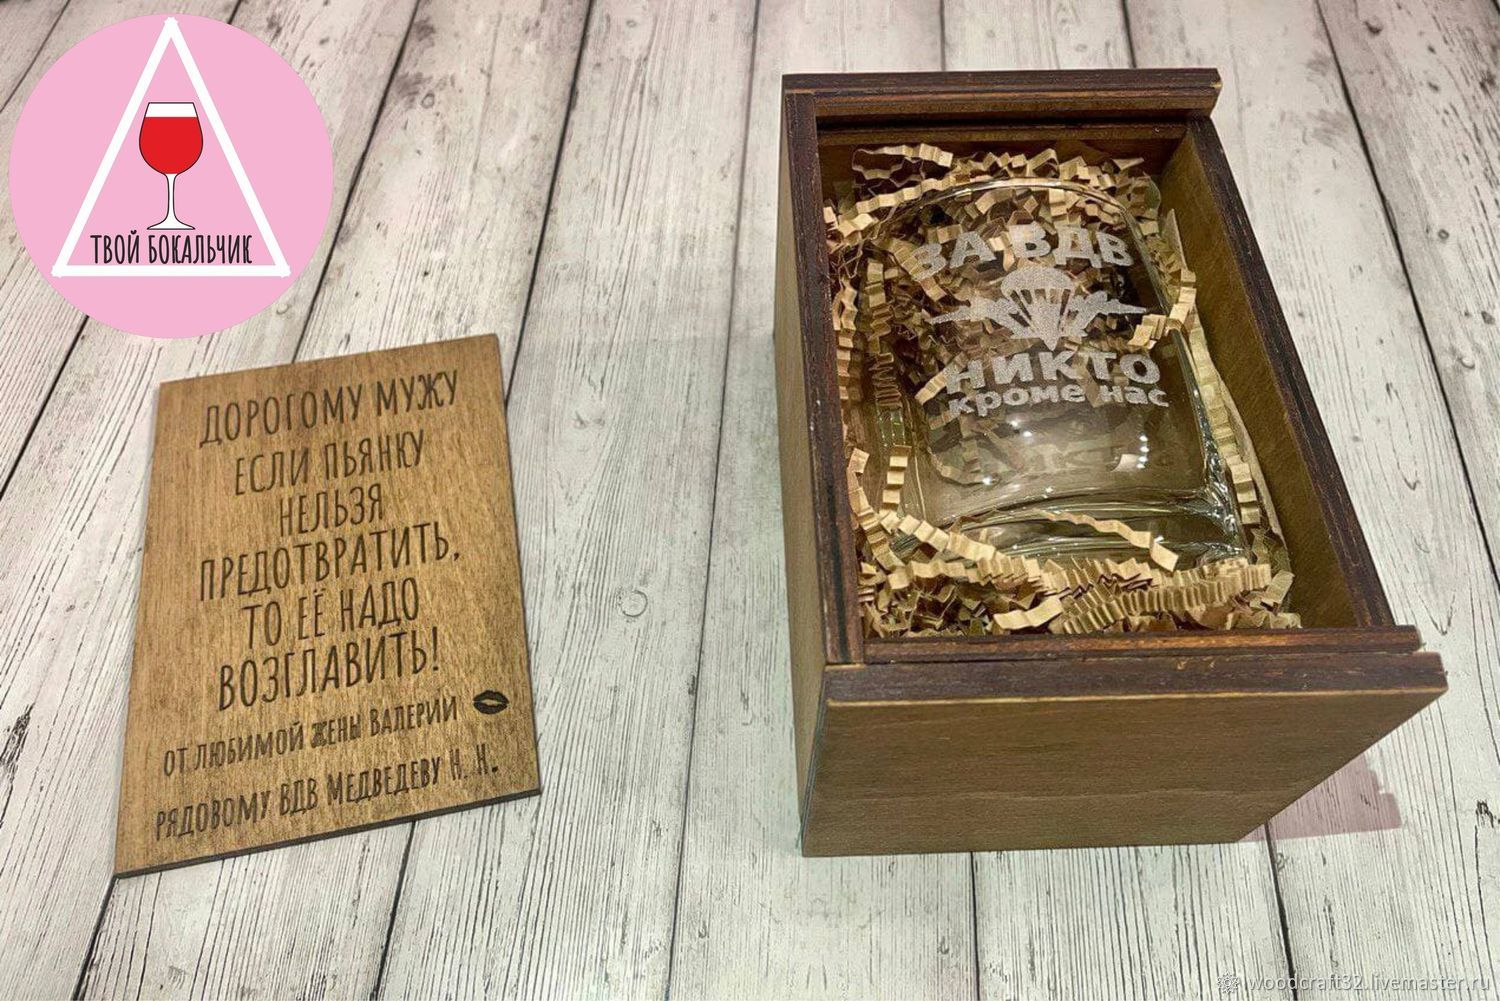 ТВОЙ БОКАЛЬЧИК
ДОРОГОМУ МУЖУ
ЕСЛИ ПЬЯНКУ
НЕЛЬЗЯ
ПРЕДОТВРАТИТЬ,
ТО ЕЁ НАДО
ВОЗГЛАВИТЬ!
ОТ ЛЮБИМОЙ ЖЕНЫ ВАЛЕРИИ
РЯДОВОМУ ВДВ МЕДВЕДЕВУ Н. Н.
ЗА ВДВ
НИКТО
кроме нас
woodcraft32.livemaster.ru